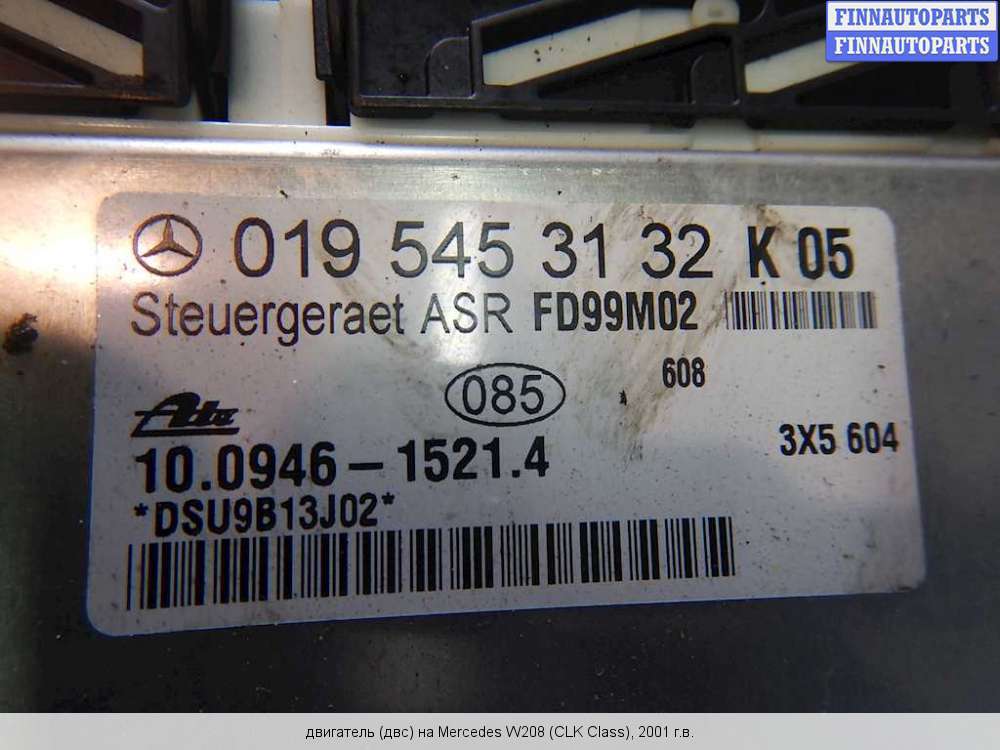 FINNAUTOPARTS
FINNAUTOPARTS
019 545 31 32 K 05
Steuergeraet ASR FD99M02
085
608
Ate
10.0946-1521.4
3X5 604
*DSU9B13J02*
двигатель (двс) на Mercedes W208 (CLK Class), 2001 г.в.